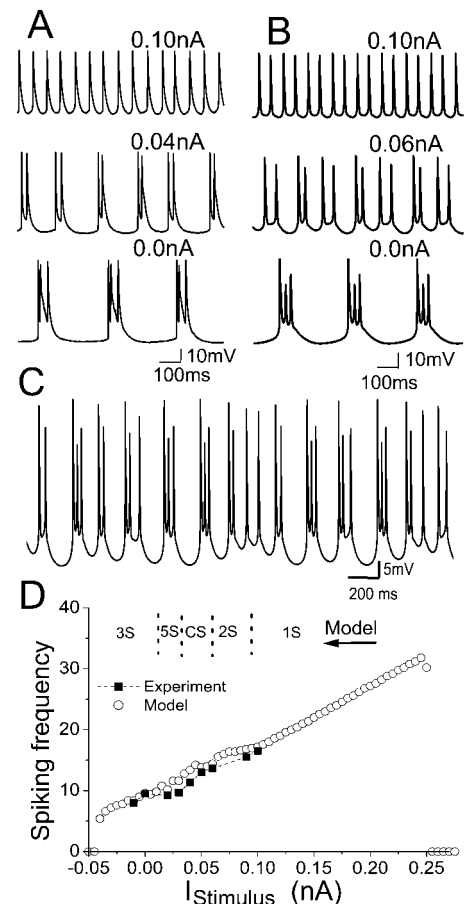 A
B
0.10nA
0.10nA
0.04nA
0.06nA
0.0nA
0.0nA
10mV
100ms
10mV
100ms
C
5mV
200 ms
D
40
30
20
10
0
Spiking frequency
3S
5S
CS
2S
1S
Model
Experiment
Model
-0.05
0.00
0.05
0.10
0.15
0.20
0.25
IStimulus (nA)